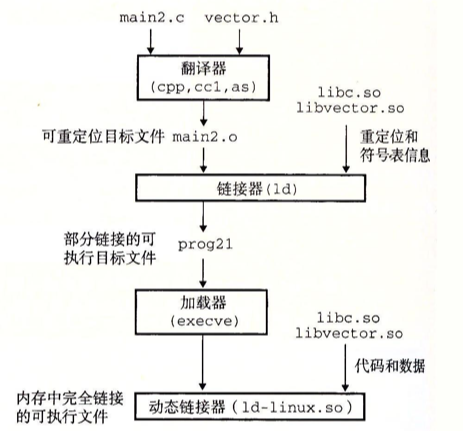 main2.c vector.h
翻译器
(cpp,cc1,as)
libc.so
libvector.so
可重定位目标文件 main2.o
重定位和
符号表信息
链接器(ld)
部分链接的可
执行目标文件
prog21
加载器
(execve)
libc.so
libvector.so
代码和数据
内存中完全链接
的可执行文件
动态链接器(ld-linux.so)